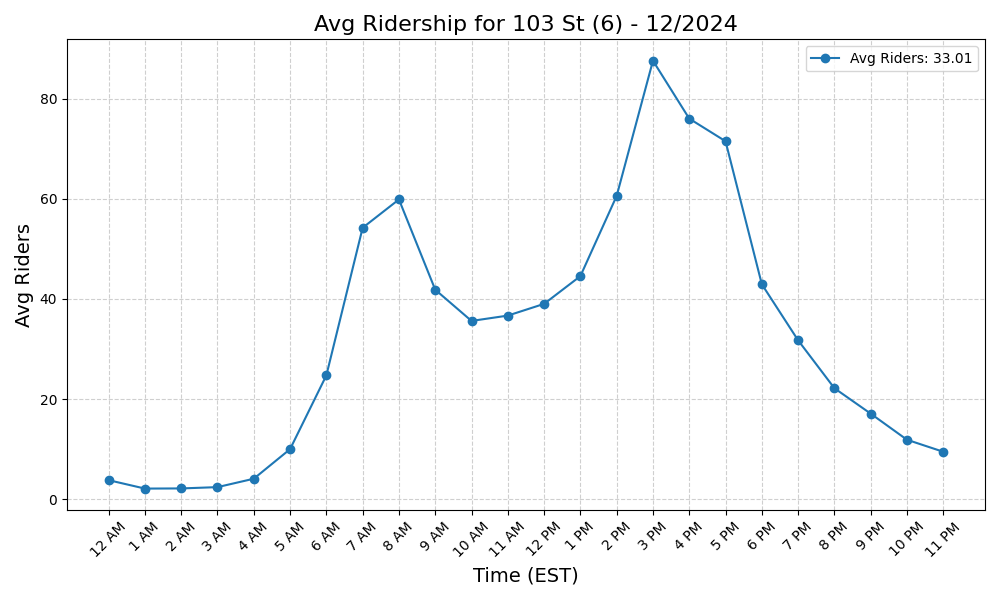 Avg Ridership for 103 St (6) - 12/2024
Avg Riders: 33.01
Avg Riders
80
60
40
20
0
12 AM
1 AM
2 AM
3 AM
4 AM
5 AM
6 AM
7 AM
8 AM
9 AM
10 AM
11 AM
12 PM
1 PM
2 PM
3 PM
4 PM
5 PM
6 PM
7 PM
8 PM
9 PM
10 PM
11 PM
Time (EST)